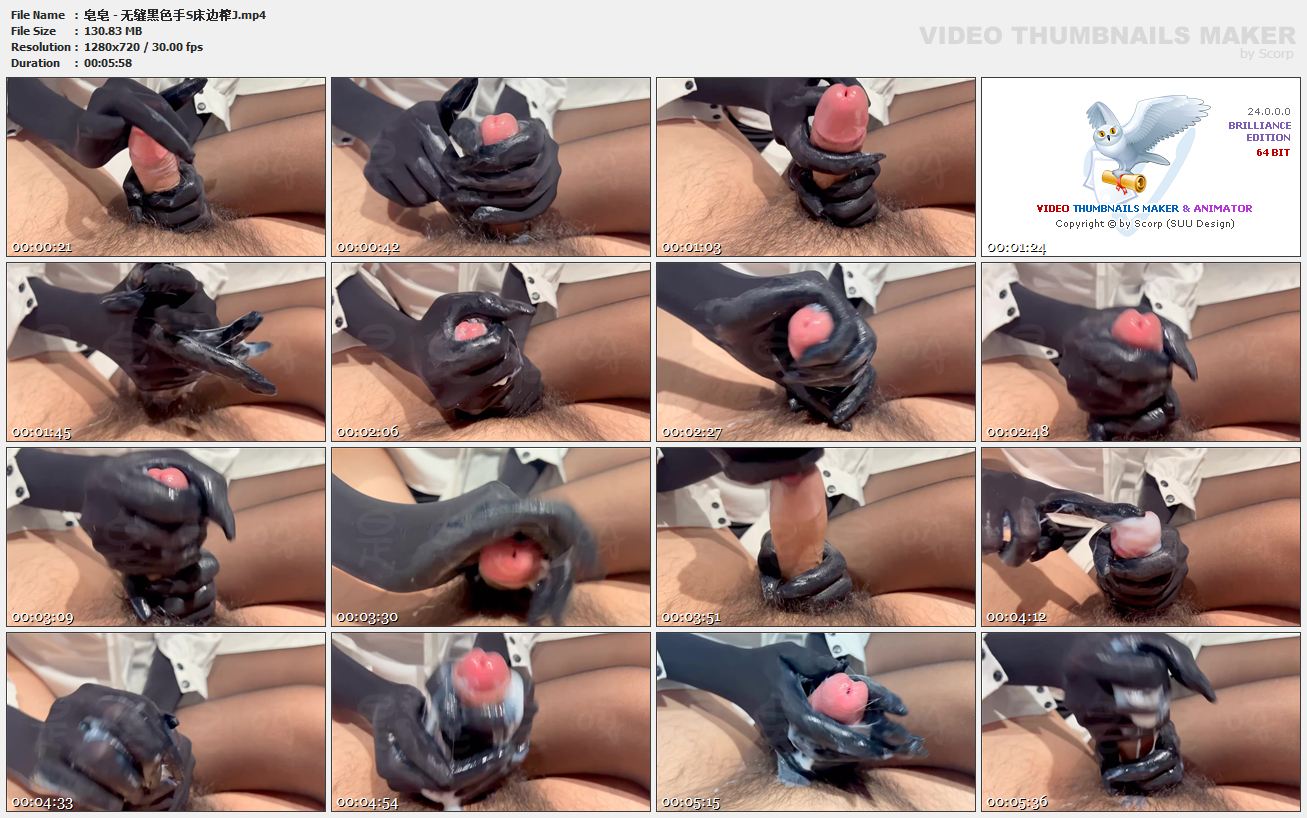 File Name : 皂皂 - 无缝黑色手S床边榨J.mp4
File Size : 130.83 MB
Resolution : 1280x720 / 30.00 fps
Duration : 00:05:58
VIDEO THUMBNAILS MAKER
by Scorp
00:00:21
00:00:42
00:01:03
24.0.0.0
BRILLIANCE
EDITION
64 BIT
VIDEO THUMBNAILS MAKER & ANIMATOR
Copyright © by Scorp (SUU Design)
00:01:24
00:01:45
00:02:06
00:02:27
00:02:48
00:03:09
00:03:30
00:03:51
00:04:12
00:04:33
00:04:54
00:05:15
00:05:36